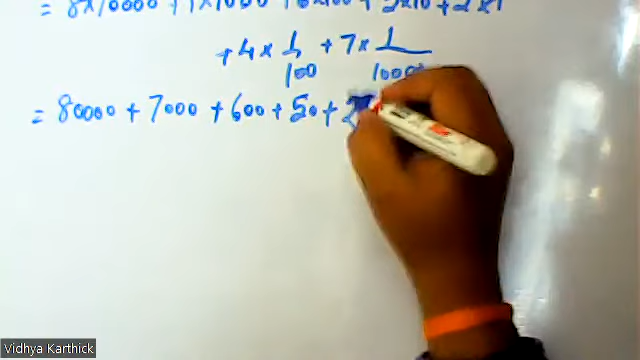 = 8×10000 + 7×1000 + 6×100 + 5×10 + 2×1
+ 4 × 1/100 + 7 × 1/1000
= 80000 + 7000 + 600 + 50 + 2
Vidhya Karthick